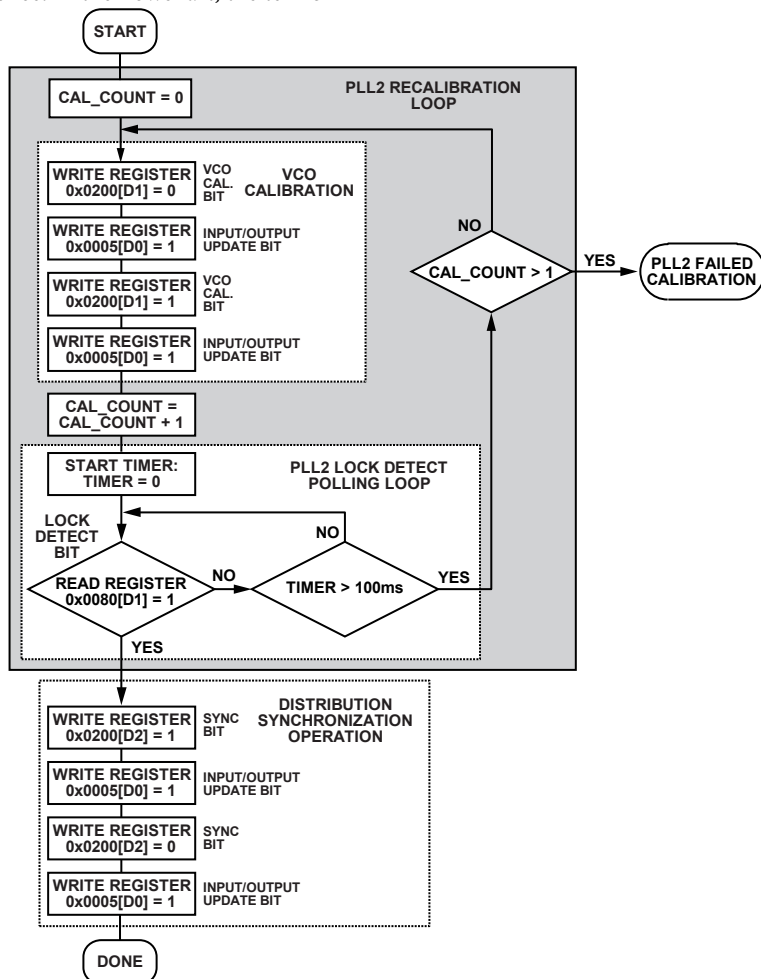 START
CAL_COUNT = 0
PLL2 RECALIBRATION
LOOP
WRITE REGISTER
0x0200[D1] = 0
VCO
CAL.
BIT
VCO
CALIBRATION
WRITE REGISTER
0x0005[D0] = 1
INPUT/OUTPUT
UPDATE BIT
WRITE REGISTER
0x0200[D1] = 1
VCO
CAL.
BIT
WRITE REGISTER
0x0005[D0] = 1
INPUT/OUTPUT
UPDATE BIT
NO
CAL_COUNT > 1
YES
PLL2 FAILED
CALIBRATION
CAL_COUNT =
CAL_COUNT + 1
START TIMER:
TIMER = 0
PLL2 LOCK DETECT
POLLING LOOP
LOCK
DETECT
BIT
NO
READ REGISTER
0x0080[D1] = 1
NO
TIMER > 100ms
YES
YES
WRITE REGISTER
0x0200[D2] = 1
SYNC
BIT
DISTRIBUTION
SYNCHRONIZATION
OPERATION
WRITE REGISTER
0x0005[D0] = 1
INPUT/OUTPUT
UPDATE BIT
WRITE REGISTER
0x0200[D2] = 0
SYNC
BIT
WRITE REGISTER
0x0005[D0] = 1
INPUT/OUTPUT
UPDATE BIT
DONE